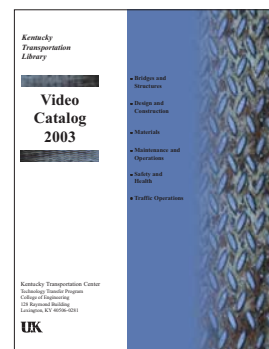 Kentucky
Transportation
Library
Video
Catalog
2003
Bridges and
Structures
Design and
Construction
Materials
Maintenance and
Operations
Safety and
Health
Traffic Operations
Kentucky Transportation Center
Technology Transfer Program
College of Engineering
128 Raymond Building
Lexington, KY 40506-0281
UK